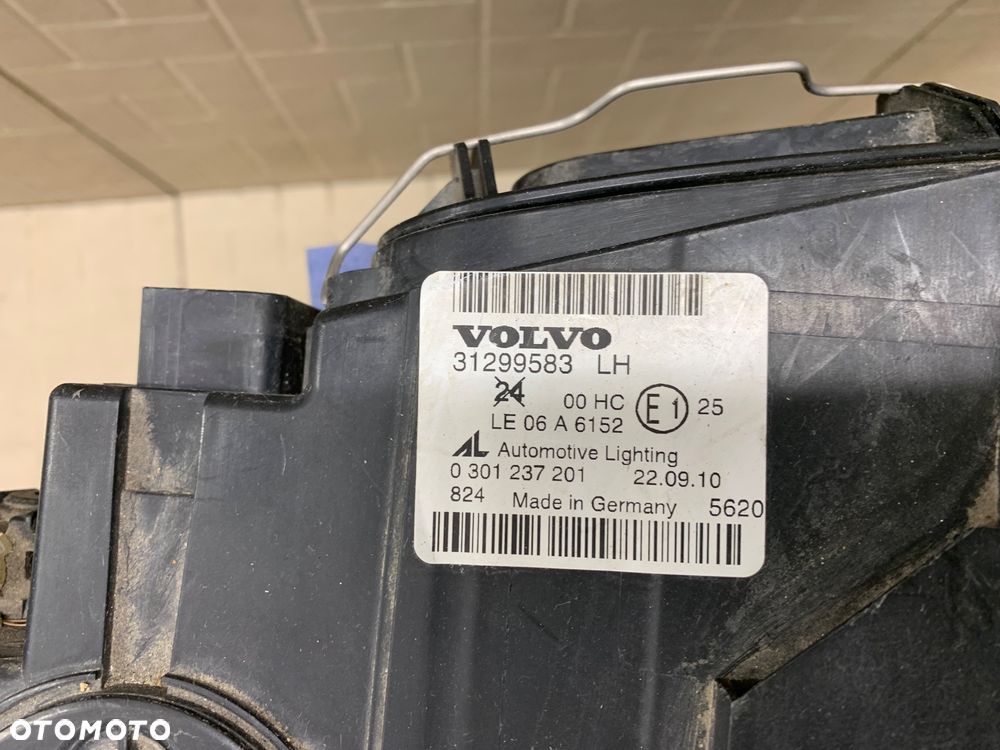 VOLVO
31299583 LH
24 00 HC E1 25
LE 06 A 6152
AL Automotive Lighting
0 301 237 201 22.09.10
824 Made in Germany 5620
OTOMOTO